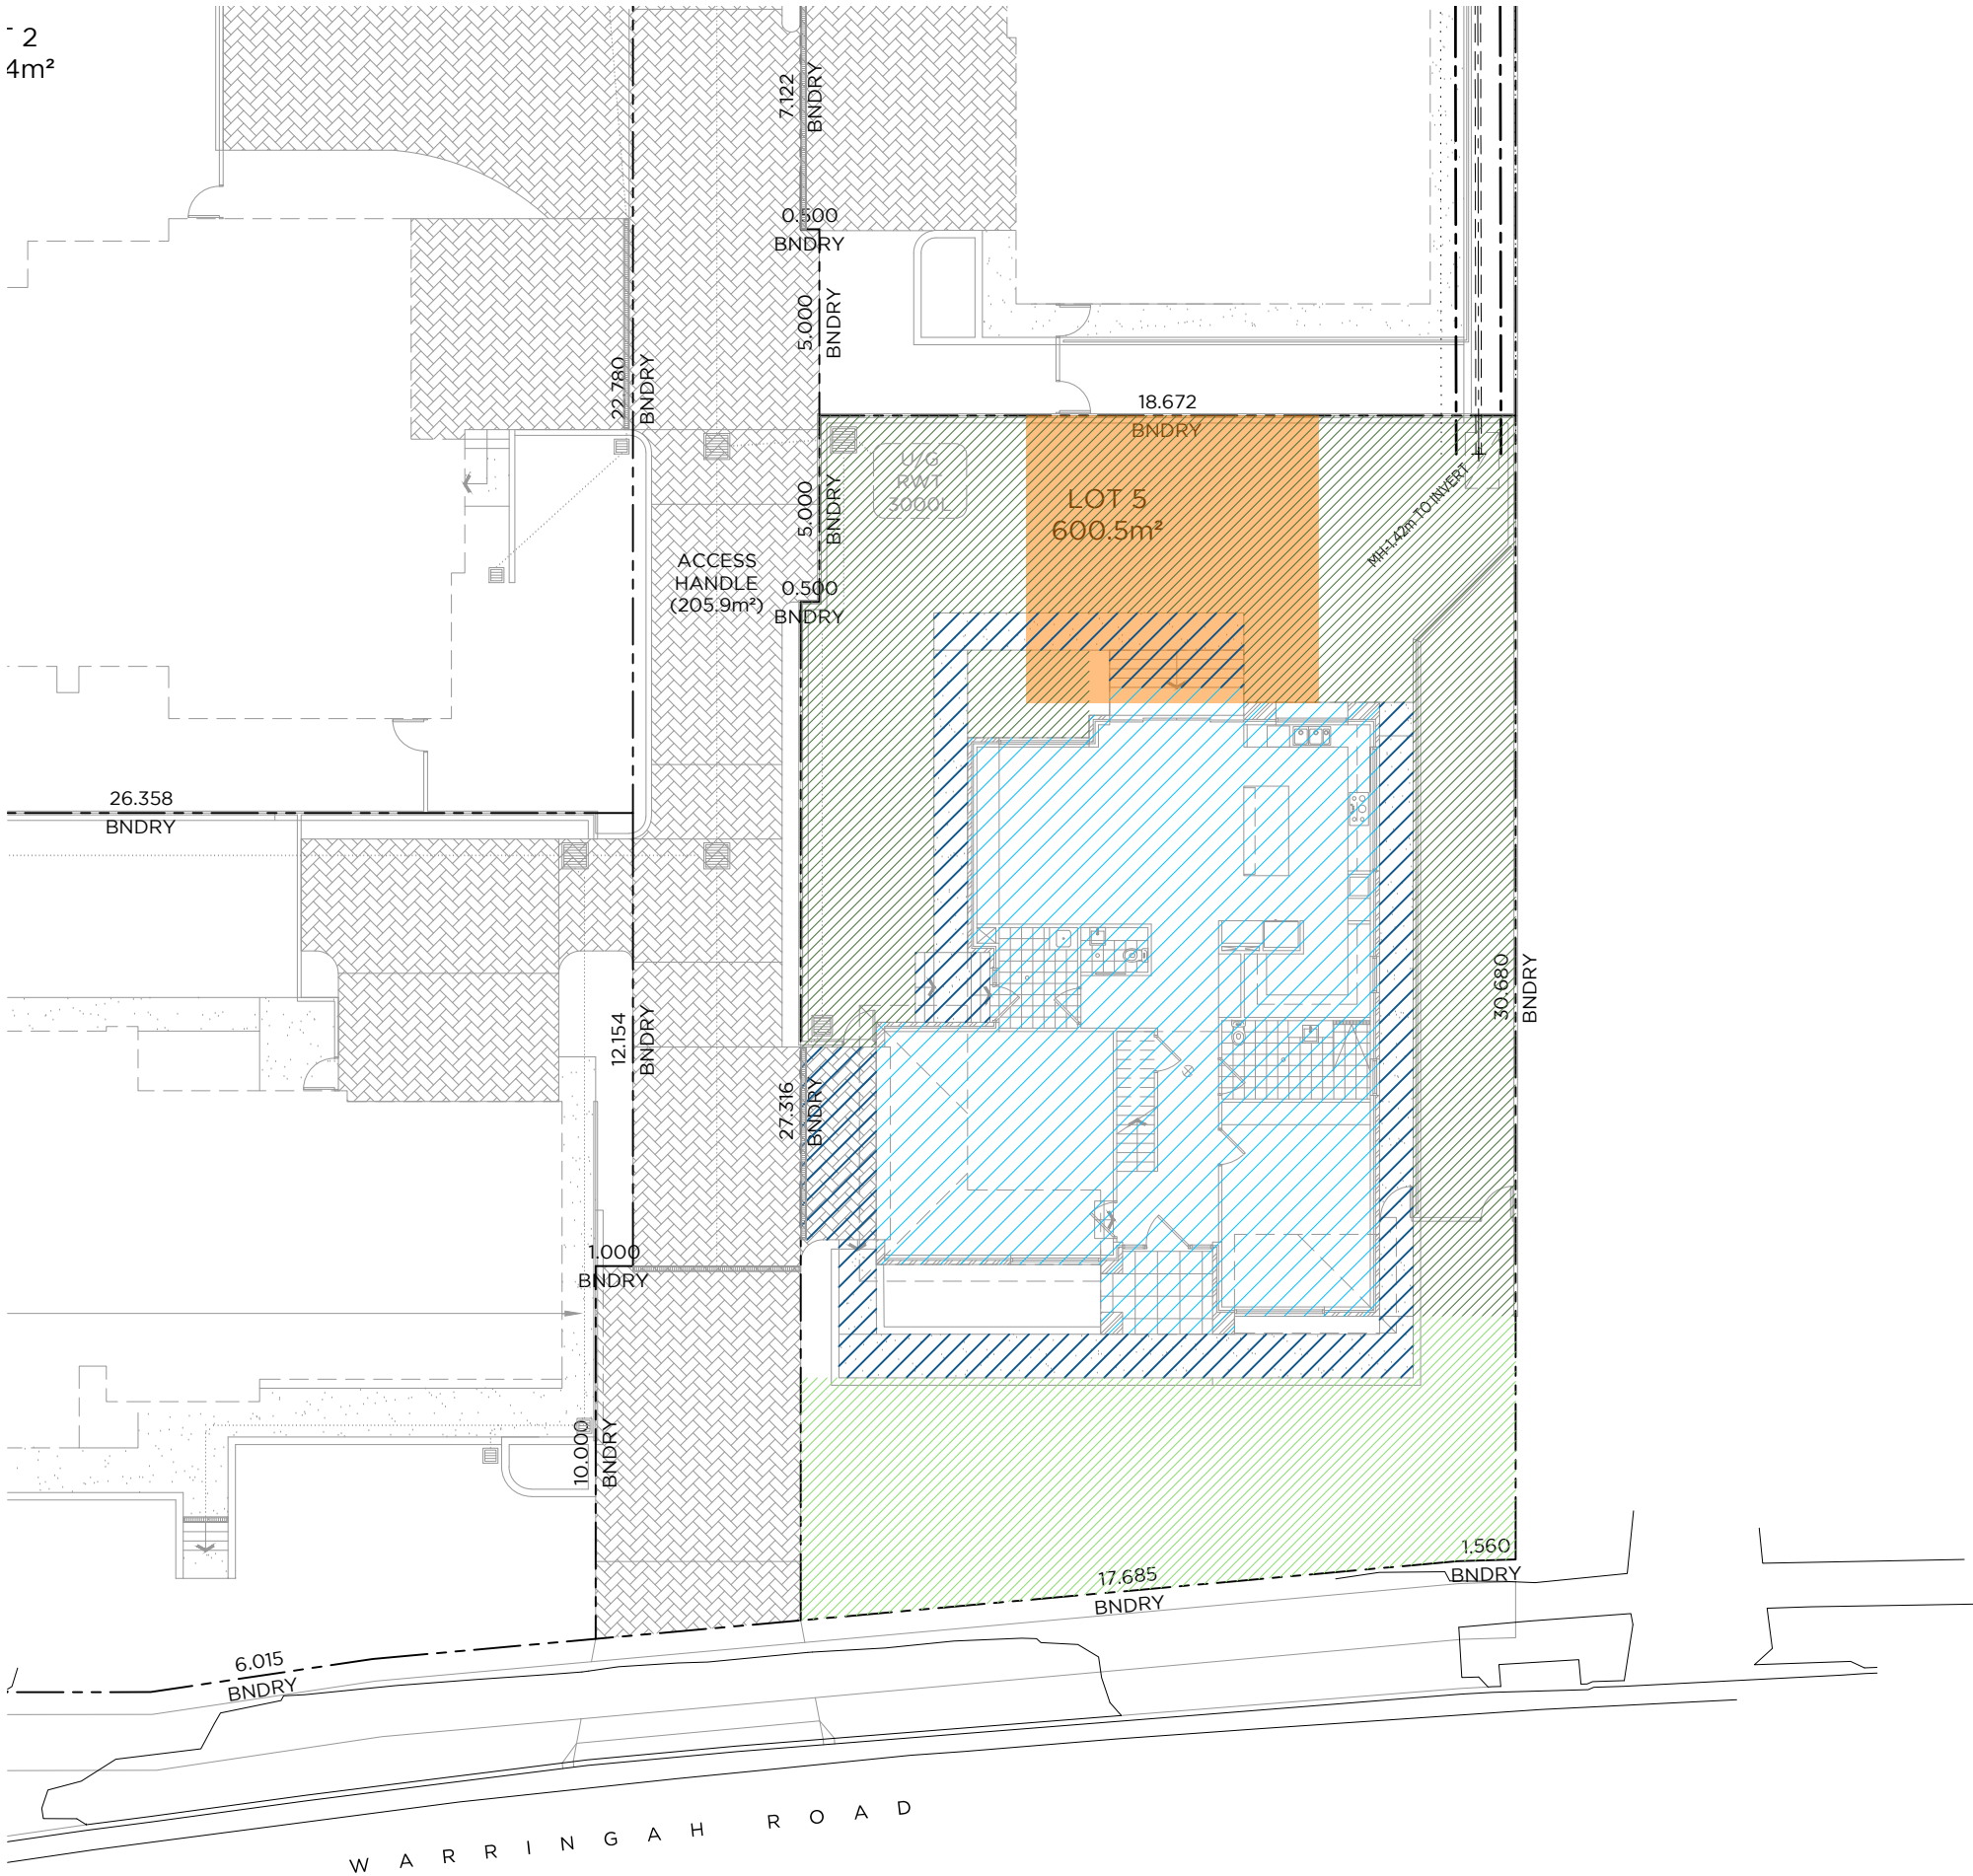 2
4m²
7.122
BNDRY
0.500
BNDRY
5.000
BNDRY
22.780
BNDRY
18.672
BNDRY
U/G
RWT
3000L
LOT 5
600.5m²
MH-1.42m TO INVERT
5.000
BNDRY
ACCESS
HANDLE
(205.9m²)
0.500
BNDRY
26.358
BNDRY
30.680
BNDRY
12.154
BNDRY
27.316
BNDRY
1.000
BNDRY
10.000
BNDRY
1.560
BNDRY
17.685
BNDRY
6.015
BNDRY
WARRINGAH ROAD